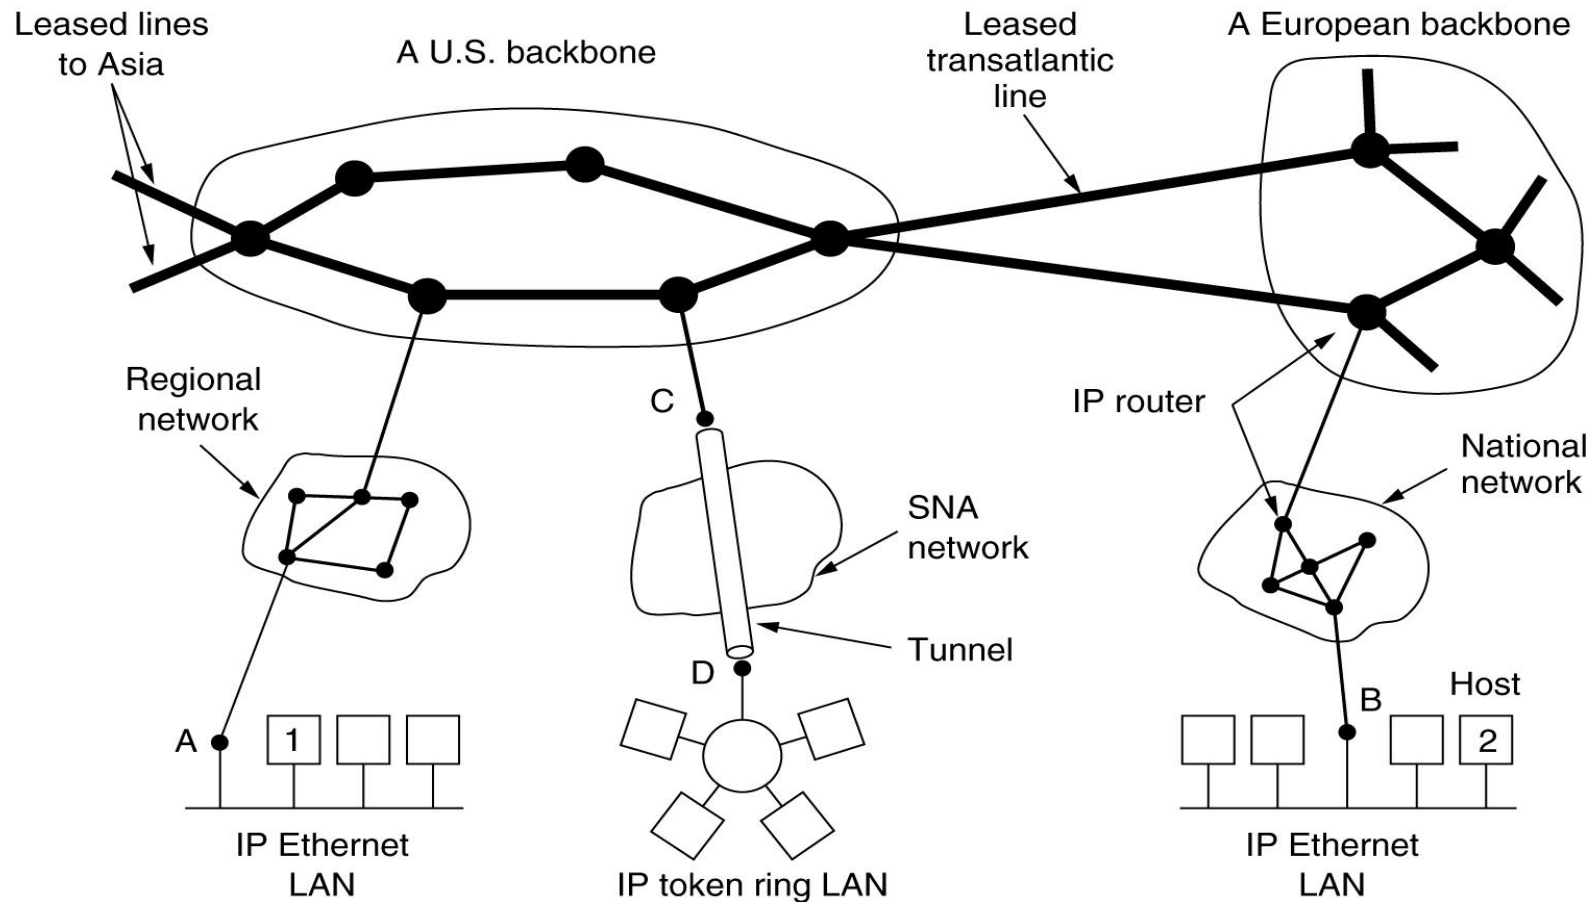 Leased lines
to Asia
A U.S. backbone
Leased
transatlantic
line
A European backbone
Regional
network
C
IP router
National
network
SNA
network
Tunnel
D
A
1
B
Host
2
IP Ethernet
LAN
IP token ring LAN
IP Ethernet
LAN